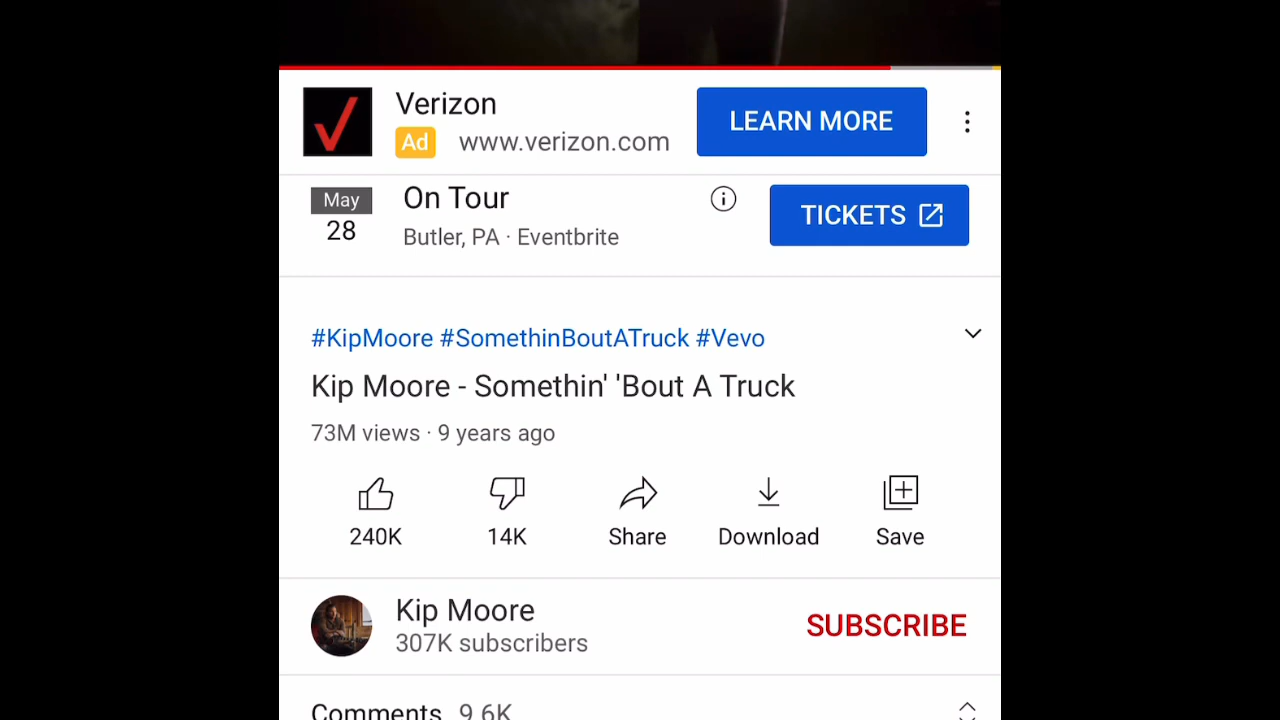 Verizon
LEARN MORE
Ad www.verizon.com
May
On Tour
TICKETS
28
Butler, PA · Eventbrite
#KipMoore #SomethinBoutATruck #Vevo
Kip Moore - Somethin' 'Bout A Truck
73M views · 9 years ago
240K
14K
Share
Download
Save
Kip Moore
307K subscribers
SUBSCRIBE
Comments 9.6K